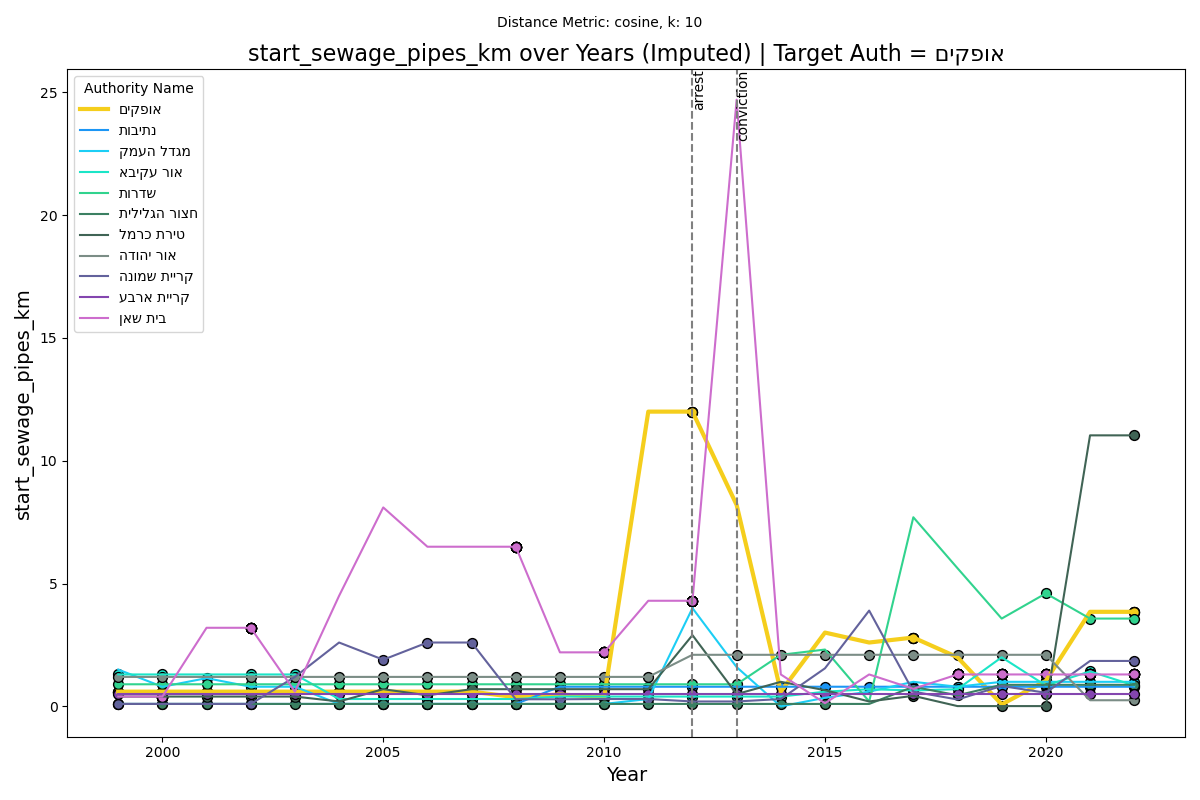 Distance Metric: cosine, k: 10
start_sewage_pipes_km over Years (Imputed) | Target Auth = אופקים
arrest
conviction
Authority Name
אופקים
נתיבות
מגדל העמק
אור עקיבא
שדרות
חצור הגלילית
טירת כרמל
אור יהודה
קריית שמונה
קריית ארבע
בית שאן
start_sewage_pipes_km
25
20
15
10
5
0
2000
2005
2010
2015
2020
Year